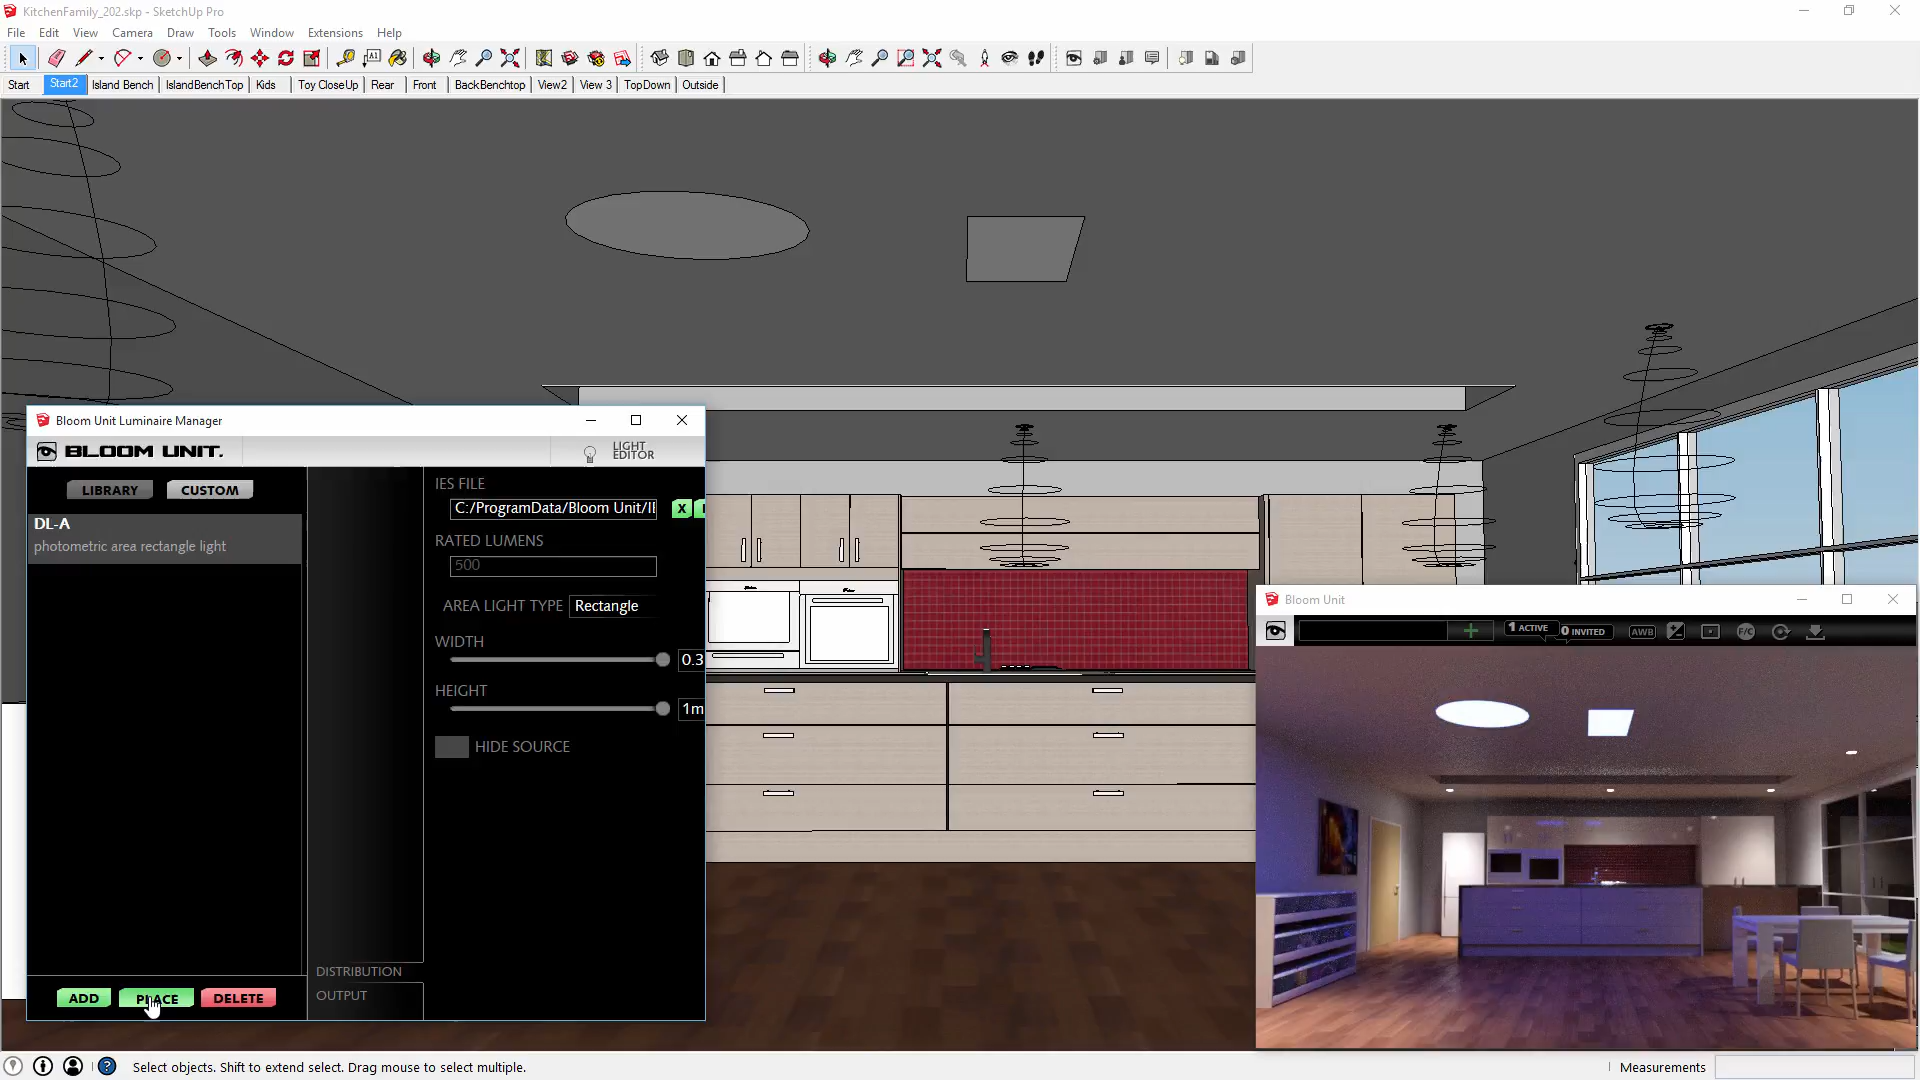 KitchenFamily_202.skp - SketchUp Pro
File Edit View Camera Draw Tools Window Extensions Help
Start Start2 Island Bench IslandBenchTop Kids Toy CloseUp Rear Front BackBenchtop View2 View 3 TopDown Outside
Bloom Unit Luminaire Manager
BLOOM UNIT.
LIGHT
EDITOR
LIBRARY CUSTOM
DL-A
photometric area rectangle light
IES FILE
C:/ProgramData/Bloom Unit/
X
RATED LUMENS
500
AREA LIGHT TYPE Rectangle
WIDTH
0.3
HEIGHT
1m
HIDE SOURCE
DISTRIBUTION
OUTPUT
ADD PLACE DELETE
Bloom Unit
1 ACTIVE 0 INVITED AWB F/C
Select objects. Shift to extend select. Drag mouse to select multiple.
Measurements